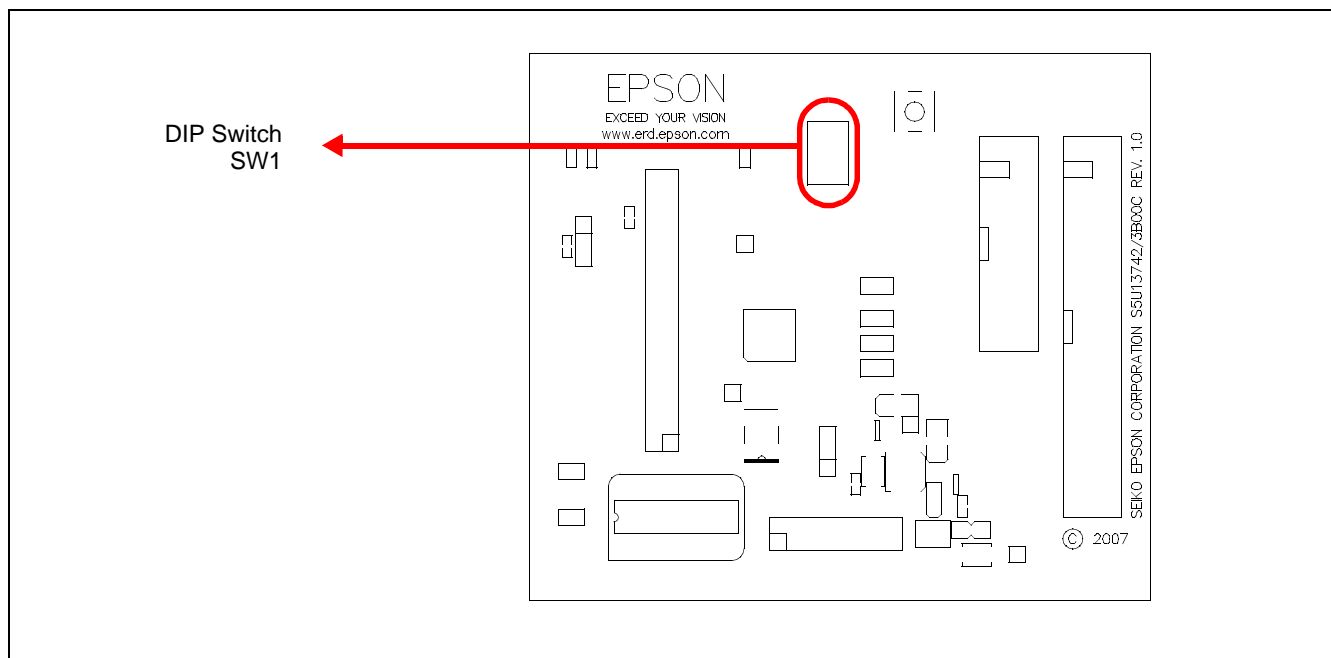 DIP Switch
SW1
EPSON
EXCEED YOUR VISION
www.erd.epson.com
SEIKO EPSON CORPORATION S5U13742/3B00C REV. 1.0
© 2007